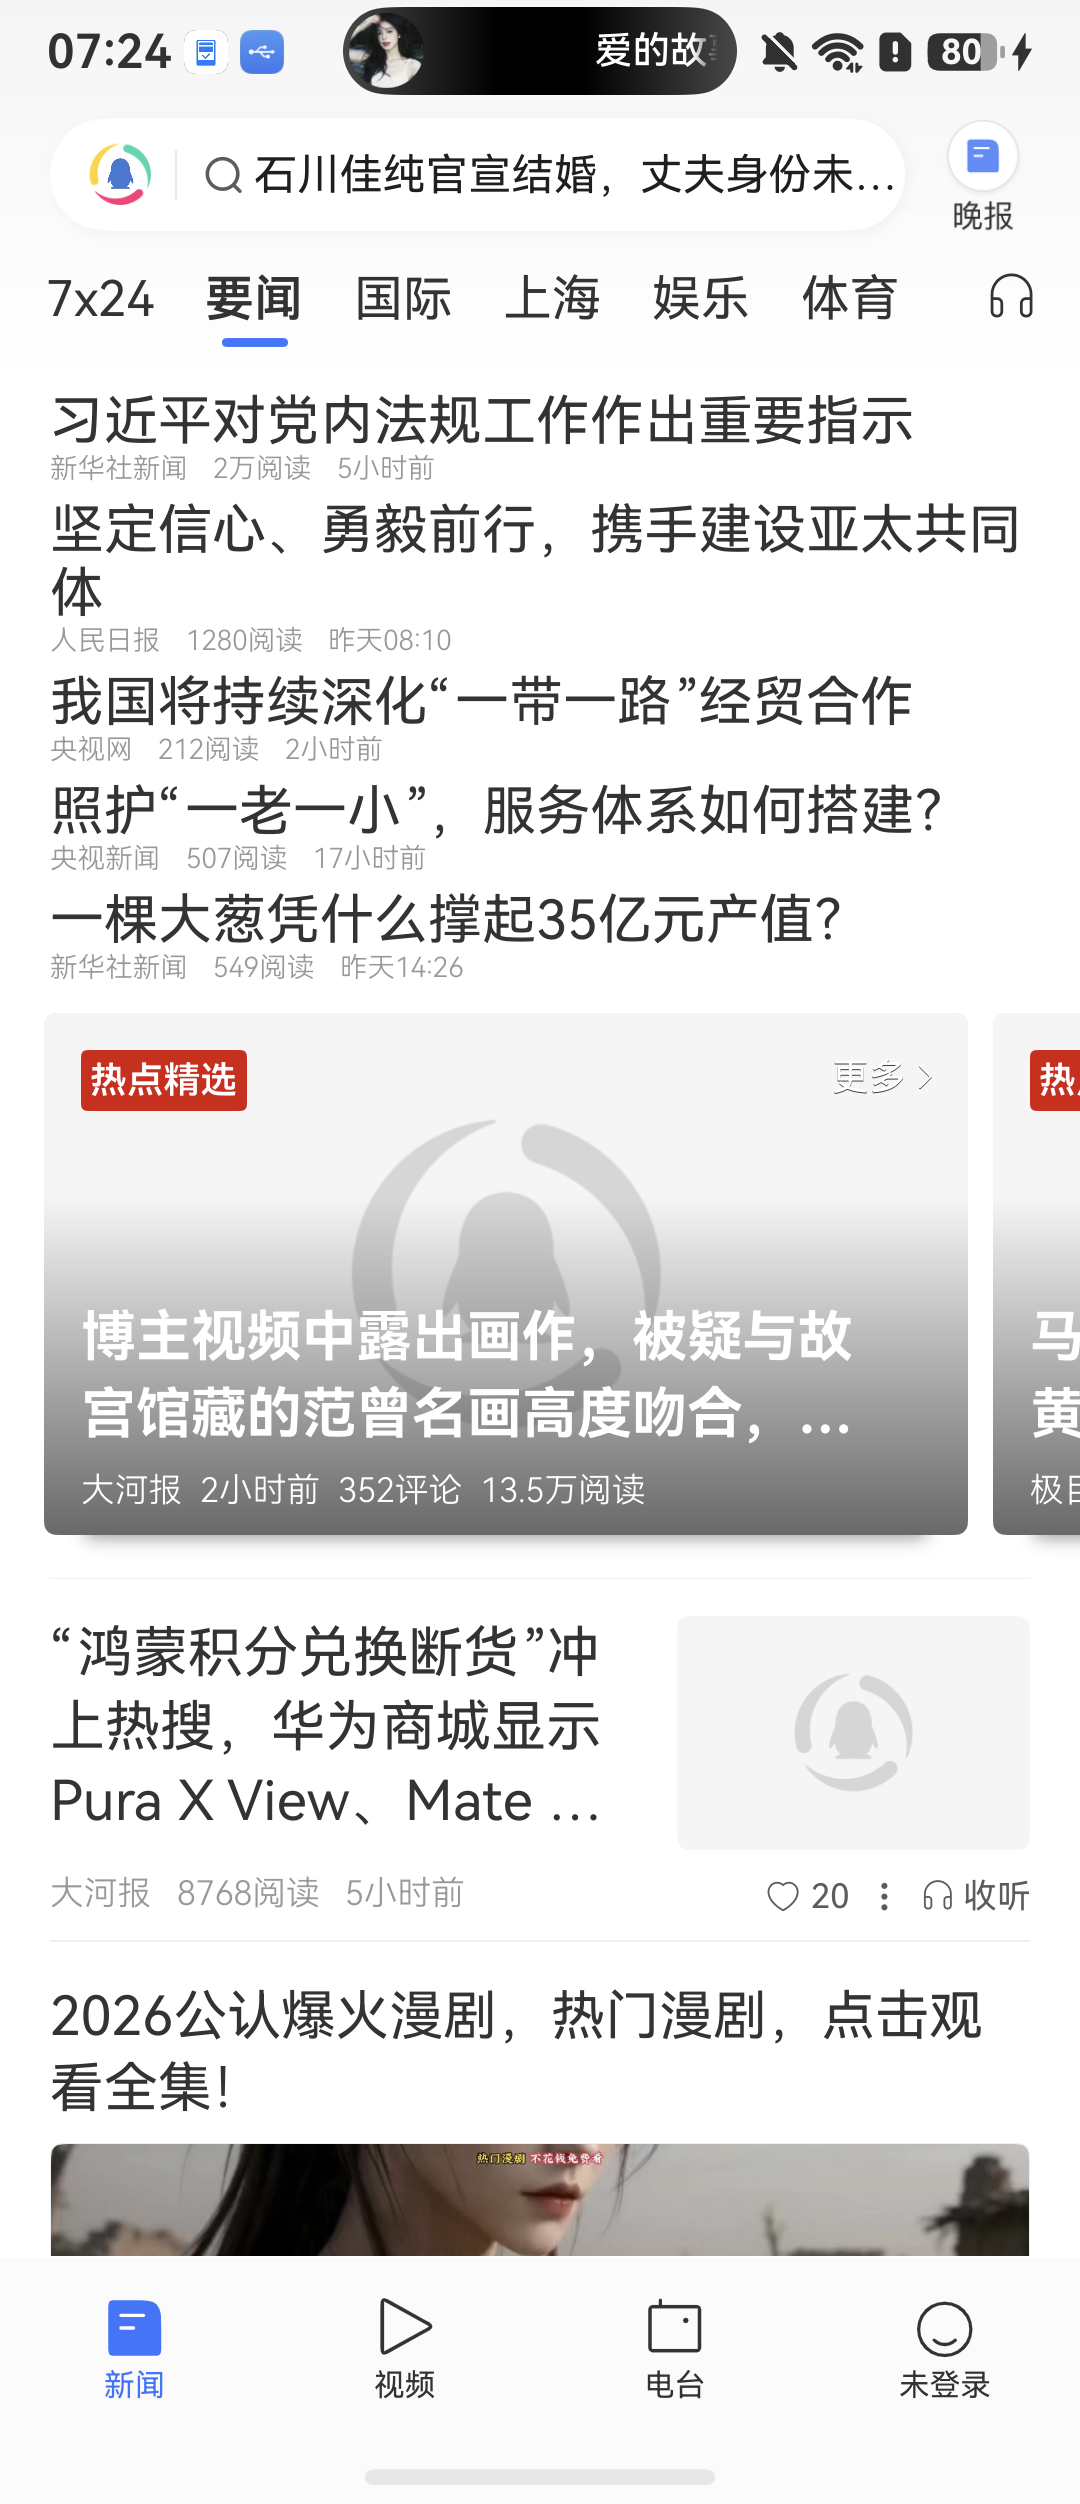 07:24
爱的故
80
石川佳纯官宣结婚，丈夫身份未...
晚报
7x24 要闻 国际 上海 娱乐 体育
习近平对党内法规工作作出重要指示
新华社新闻 2万阅读 5小时前
坚定信心、勇毅前行，携手建设亚太共同
体
人民日报 1280阅读 昨天08:10
我国将持续深化“一带一路”经贸合作
央视网 212阅读 2小时前
照护“一老一小”，服务体系如何搭建？
央视新闻 507阅读 17小时前
一棵大葱凭什么撑起35亿元产值？
新华社新闻 549阅读 昨天14:26
热点精选 更多
博主视频中露出画作，被疑与故
宫馆藏的范曾名画高度吻合，...
大河报 2小时前 352评论 13.5万阅读
马
黄
“鸿蒙积分兑换断货”冲
上热搜，华为商城显示
Pura X View、Mate ...
大河报 8768阅读 5小时前
20 收听
2026公认爆火漫剧，热门漫剧，点击观
看全集！
热门漫剧 不花钱免费看
新闻 视频 电台 未登录